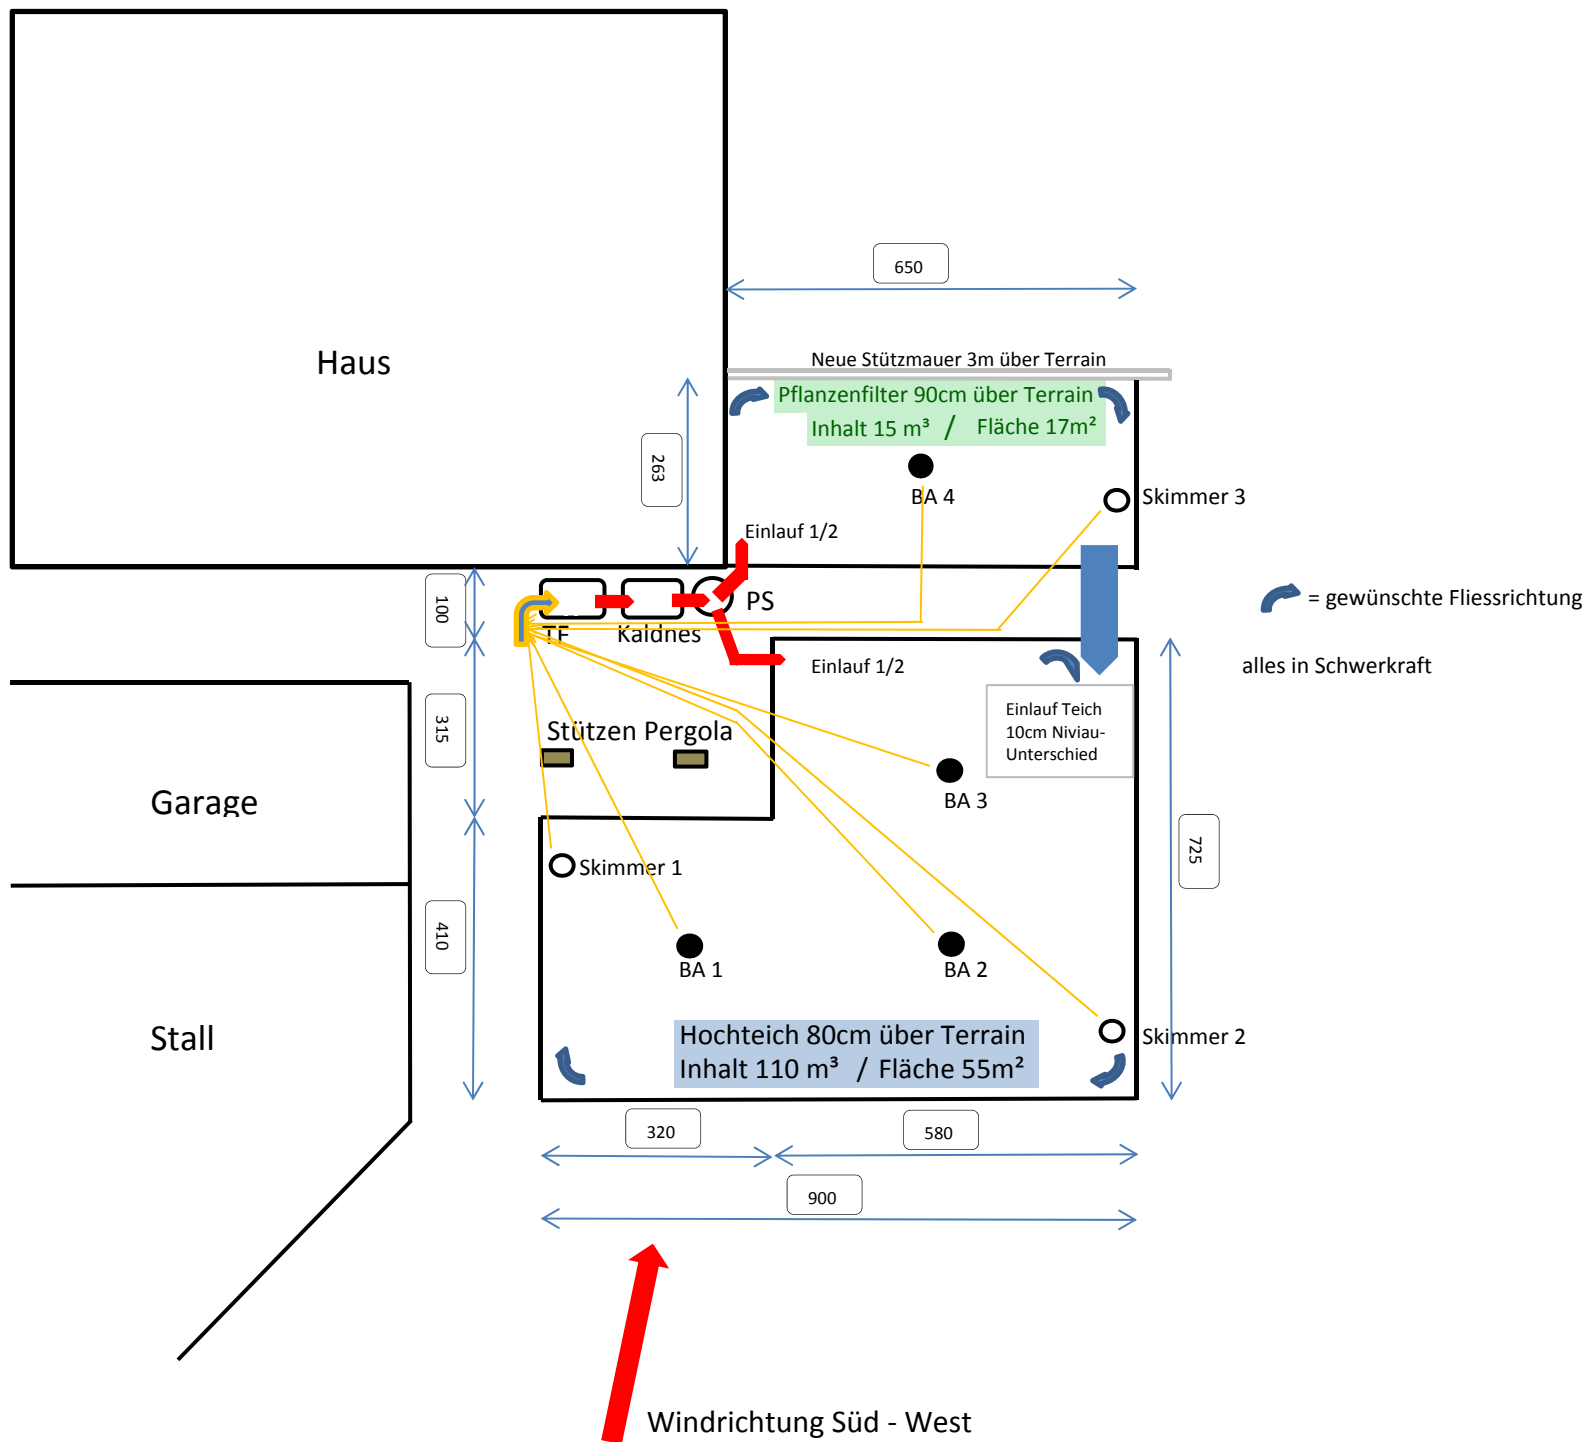 650
Neue Stützmauer 3m über Terrain
Haus
Pflanzenfilter 90cm über Terrain
Inhalt 15 m³ / Fläche 17m²
263
BA 4
Skimmer 3
Einlauf 1/2
100
PS
= gewünschte Fliessrichtung
TF
Kaldnes
Einlauf 1/2
alles in Schwerkraft
315
Stützen Pergola
Einlauf Teich
10cm Niviau-
Unterschied
Garage
BA 3
725
Skimmer 1
410
BA 1
BA 2
Stall
Hochteich 80cm über Terrain
Inhalt 110 m³ / Fläche 55m²
Skimmer 2
320
580
900
Windrichtung Süd - West